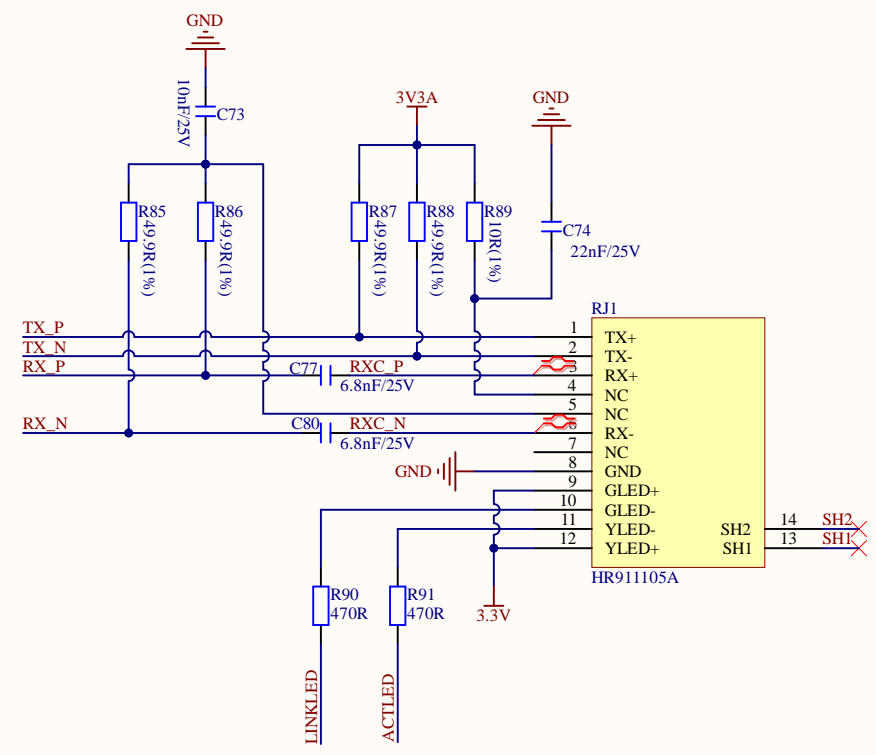 GND
10nF/25V
C73
3V3A
GND
R85
49.9R(1%)
R86
49.9R(1%)
R87
49.9R(1%)
R88
49.9R(1%)
R89
10R(1%)
C74
22nF/25V
RJ1
TX_P
1
TX+
TX_N
2
TX-
RX_P
C77
RXC_P
6.8nF/25V
3
RX+
4
NC
5
NC
RX_N
C80
RXC_N
6.8nF/25V
6
RX-
7
NC
GND
8
GND
9
GLED+
10
GLED-
11
YLED-
SH2
14
SH2
12
YLED+
SH1
13
SH1
HR911105A
R90
470R
R91
470R
3.3V
LINKLED
ACTLED